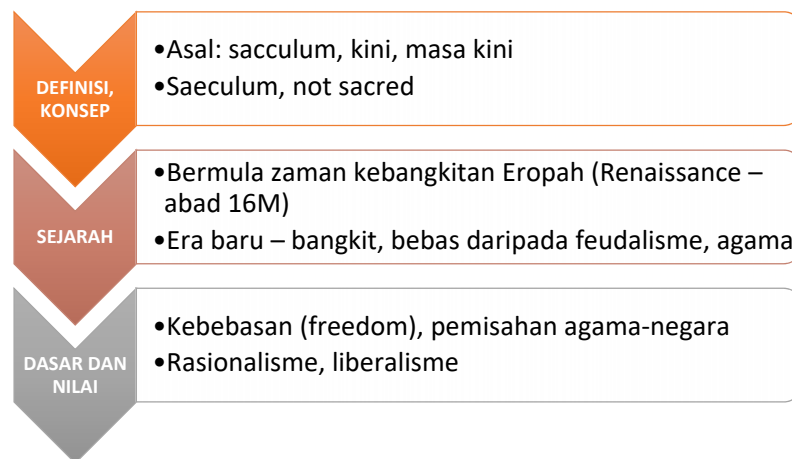 DEFINISI,
KONSEP
•Asal: sacculum, kini, masa kini
•Saeculum, not sacred
SEJARAH
•Bermula zaman kebangkitan Eropah (Renaissance –
abad 16M)
•Era baru – bangkit, bebas daripada feudalisme, agama
DASAR DAN
NILAI
•Kebebasan (freedom), pemisahan agama-negara
•Rasionalisme, liberalisme